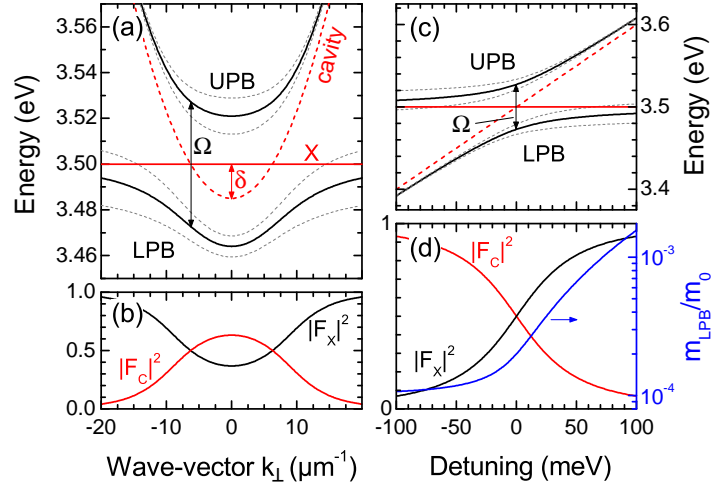 (a)
UPB
cavity
Ω
X
δ
LPB
3.56
3.54
3.52
3.50
3.48
3.46
Energy (eV)
(b)
|F_C|²
|F_X|²
1.0
0.5
0.0
-20 -10 0 10 20
Wave-vector k⊥ (µm⁻¹)
(c)
UPB
Ω
LPB
3.6
3.5
3.4
Energy (eV)
(d)
|F_C|²
|F_X|²
1
0
10⁻³
10⁻⁴
m_LPB/m_0
-100 -50 0 50 100
Detuning (meV)